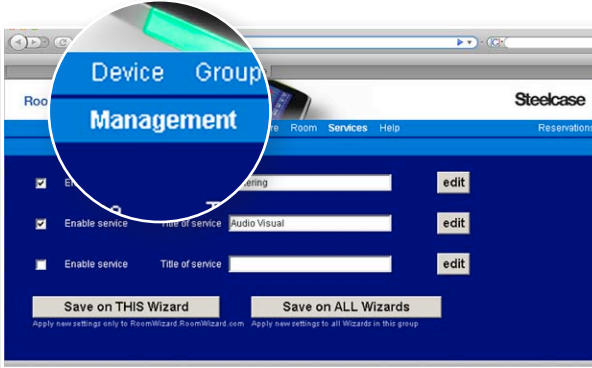 Device Group
Management
Roo
Steelcase
Room Services Help
Reservations
tering
edit
Enable service Title of service Audio Visual
edit
Enable service Title of service
edit
Save on THIS Wizard Save on ALL Wizards
Apply new settings only to RoomWizard.RoomWizard.com Apply new settings to all Wizards in this group